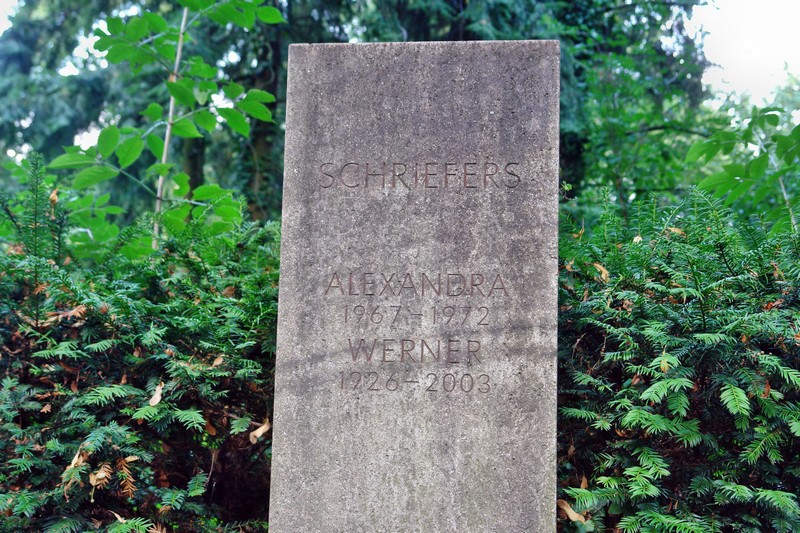 SCHRIEFERS
ALEXANDRA
1967-1972
WERNER
1926-2003